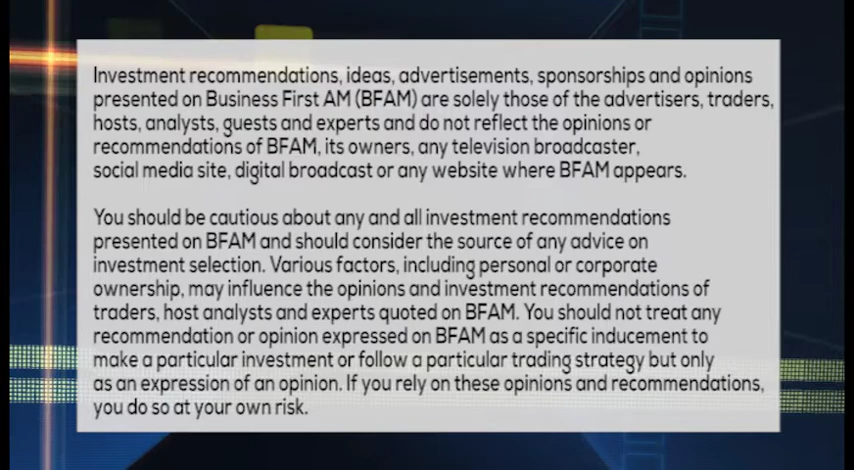 Investment recommendations, ideas, advertisements, sponsorships and opinions
presented on Business First AM (BFAM) are solely those of the advertisers, traders,
hosts, analysts, guests and experts and do not reflect the opinions or
recommendations of BFAM, its owners, any television broadcaster,
social media site, digital broadcast or any website where BFAM appears.
You should be cautious about any and all investment recommendations
presented on BFAM and should consider the source of any advice on
investment selection. Various factors, including personal or corporate
ownership, may influence the opinions and investment recommendations of
traders, host analysts and experts quoted on BFAM. You should not treat any
recommendation or opinion expressed on BFAM as a specific inducement to
make a particular investment or follow a particular trading strategy but only
as an expression of an opinion. If you rely on these opinions and recommendations,
you do so at your own risk.